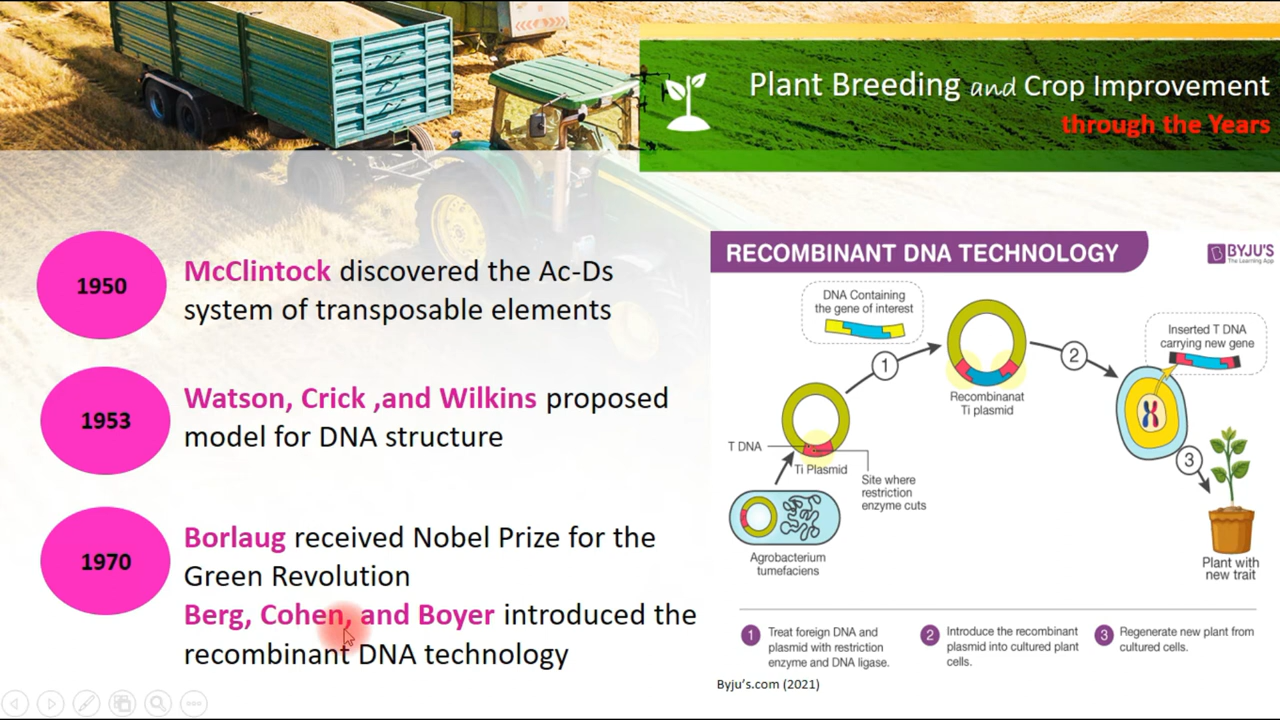 Plant Breeding and Crop Improvement
through the Years
1950
McClintock discovered the Ac-Ds
system of transposable elements
1953
Watson, Crick ,and Wilkins proposed
model for DNA structure
1970
Borlaug received Nobel Prize for the
Green Revolution
Berg, Cohen, and Boyer introduced the
recombinant DNA technology
RECOMBINANT DNA TECHNOLOGY
BYJU'S
The Learning App
DNA Containing
the gene of interest
1
Recombinanat
Ti plasmid
2
Inserted T DNA
carrying new gene
T DNA
Ti Plasmid
Site where
restriction
enzyme cuts
3
Agrobacterium
tumefaciens
Plant with
new trait
1 Treat foreign DNA and
plasmid with restriction
enzyme and DNA ligase.
2 Introduce the recombinant
plasmid into cultured plant
cells.
3 Regenerate new plant from
cultured cells.
Byju's.com (2021)